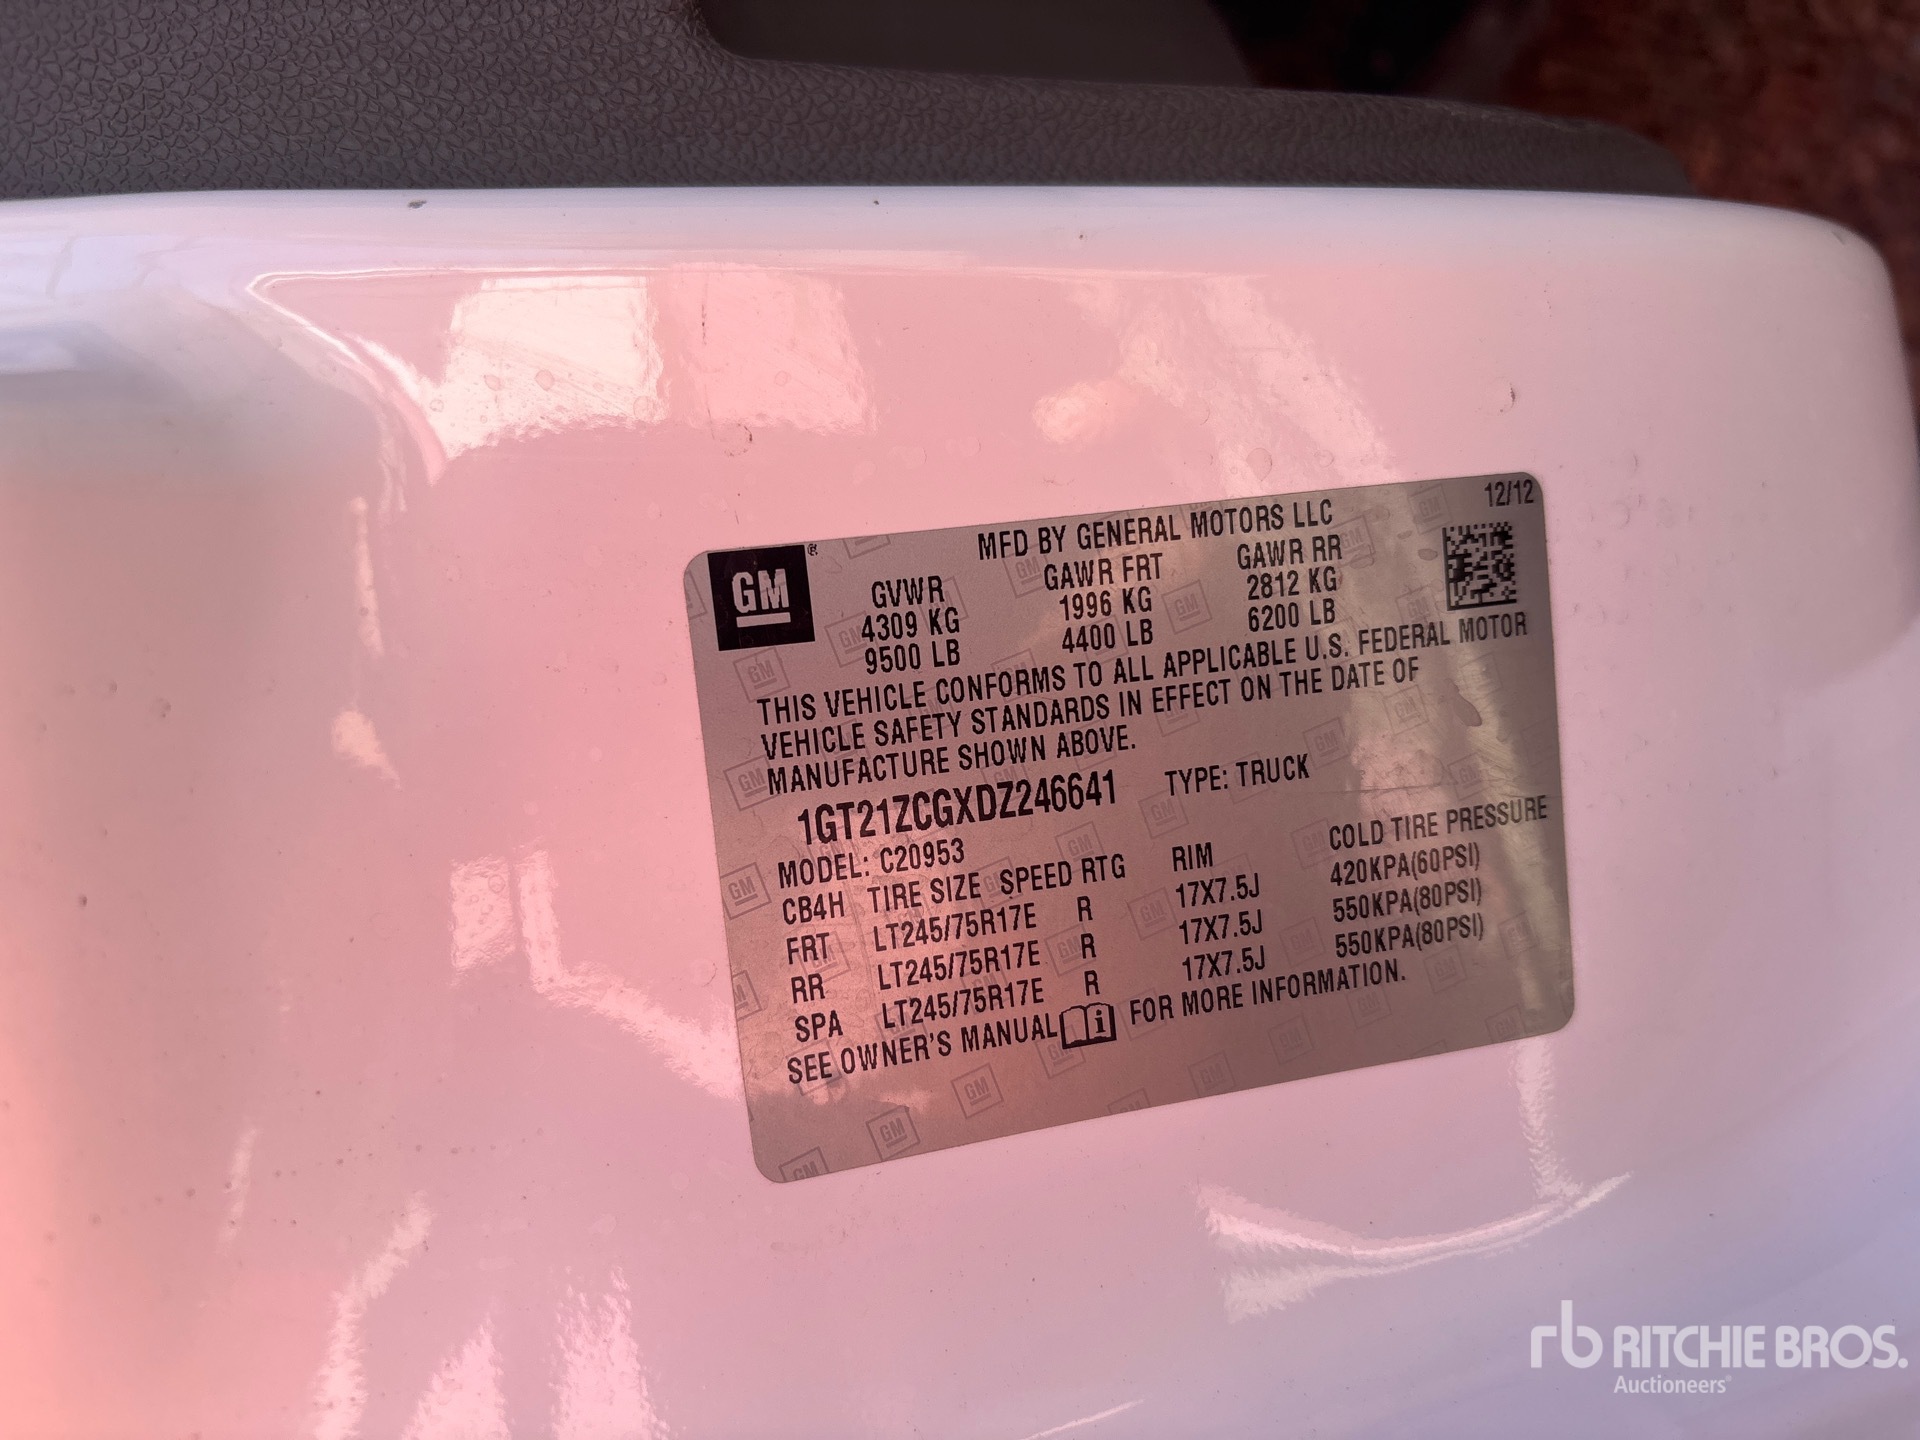 12/12
MFD BY GENERAL MOTORS LLC
GM®
GVWR GAWR FRT GAWR RR
4309 KG 1996 KG 2812 KG
9500 LB 4400 LB 6200 LB
THIS VEHICLE CONFORMS TO ALL APPLICABLE U.S. FEDERAL MOTOR
VEHICLE SAFETY STANDARDS IN EFFECT ON THE DATE OF
MANUFACTURE SHOWN ABOVE.
1GT21ZCGXDZ246641 TYPE: TRUCK
MODEL: C20953
CB4H TIRE SIZE SPEED RTG RIM COLD TIRE PRESSURE
FRT LT245/75R17E R 17X7.5J 420KPA(60PSI)
RR LT245/75R17E R 17X7.5J 550KPA(80PSI)
SPA LT245/75R17E R 17X7.5J 550KPA(80PSI)
SEE OWNER'S MANUAL i FOR MORE INFORMATION.
rb RITCHIE BROS.
Auctioneers®